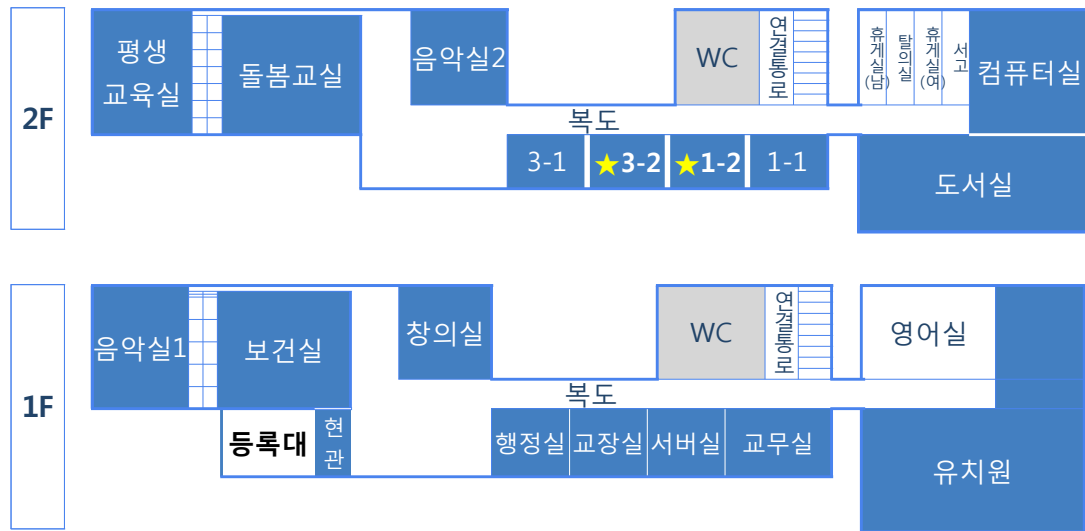 2F
평생
교육실
돌봄교실
음악실2
WC
연결통로
휴게실(남)
탈의실
휴게실(여)
서고
컴퓨터실
복도
3-1
★3-2
★1-2
1-1
도서실
1F
음악실1
보건실
창의실
WC
연결통로
영어실
복도
등록대
현관
행정실
교장실
서버실
교무실
유치원